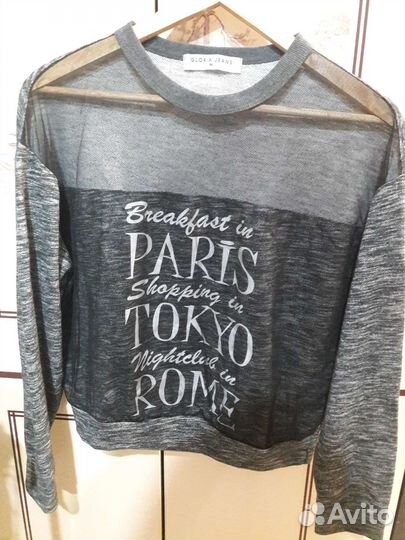 GLORIA JEANS
Breakfast in
PARIS
Shopping in
TOKYO
Nightclub in
ROME
Avito